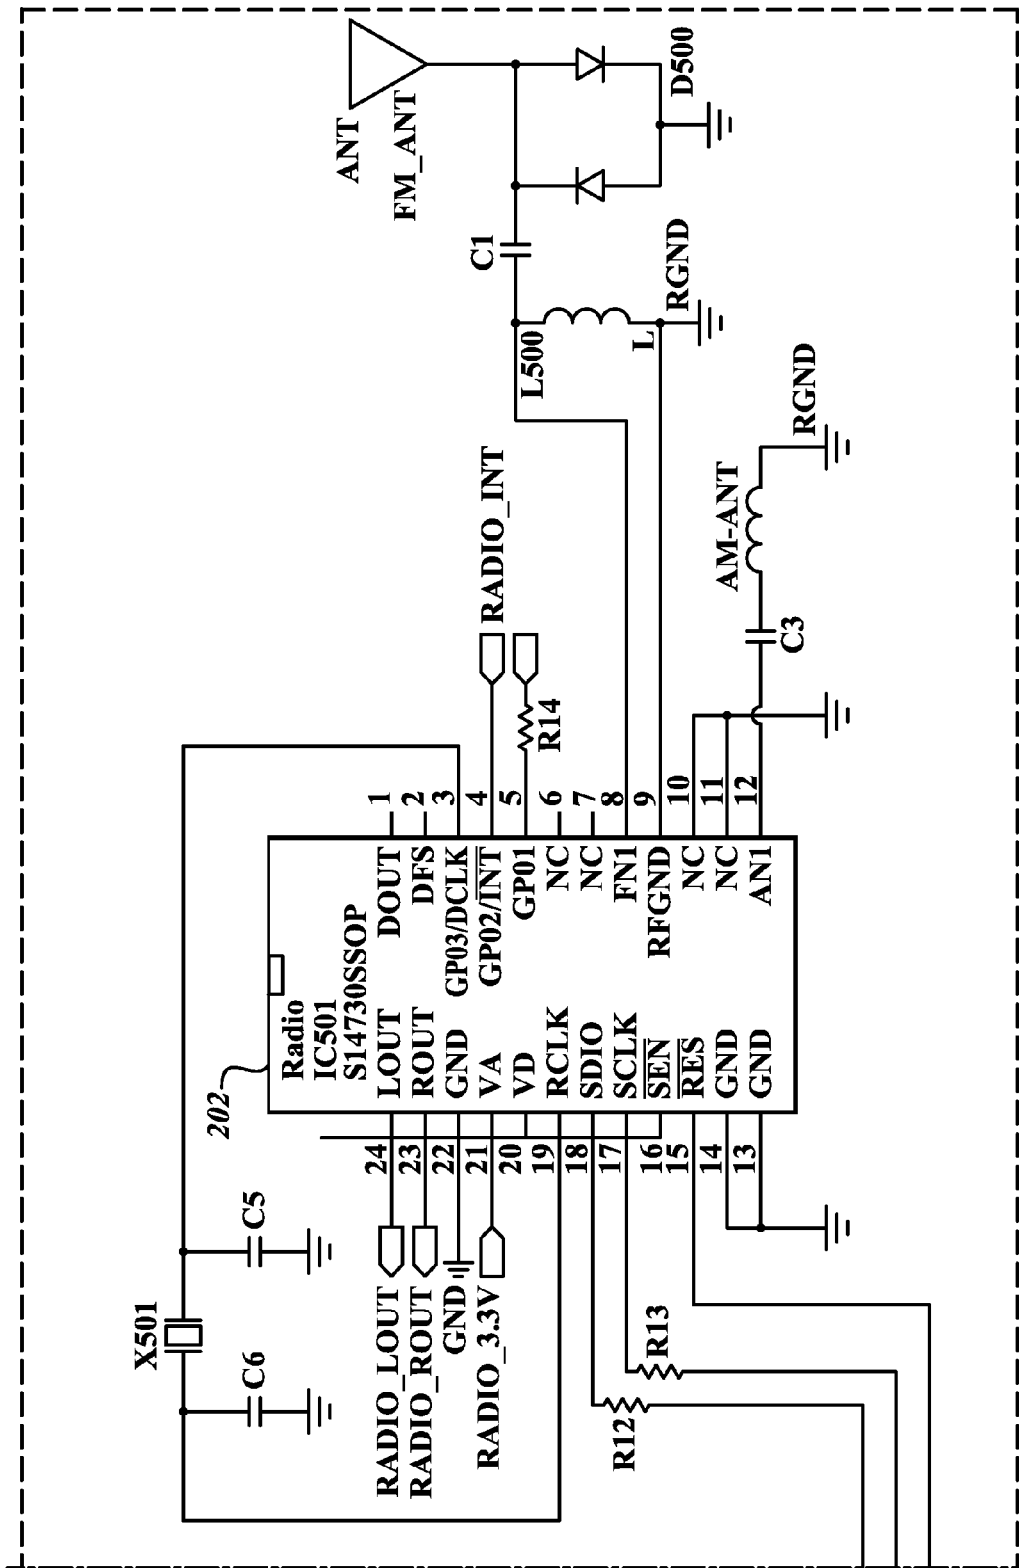 ANT
FM_ANT
D500
C1
RGND
L500
L
RADIO_INT
RGND
AM-ANT
C3
R14
1
2
3
4
5
6
7
8
9
10
11
12
DOUT
DFS
GP03/DCLK
GP02/INT
GP01
NC
NC
FN1
RFGND
NC
NC
AN1
Radio
IC501
S14730SSOP
LOUT
ROUT
GND
VA
VD
RCLK
SDIO
SCLK
SEN
RES
GND
GND
202
24
23
22
21
20
19
18
17
16
15
14
13
C5
X501
C6
RADIO_LOUT
RADIO_ROUT
GND
RADIO_3.3V
R13
R12